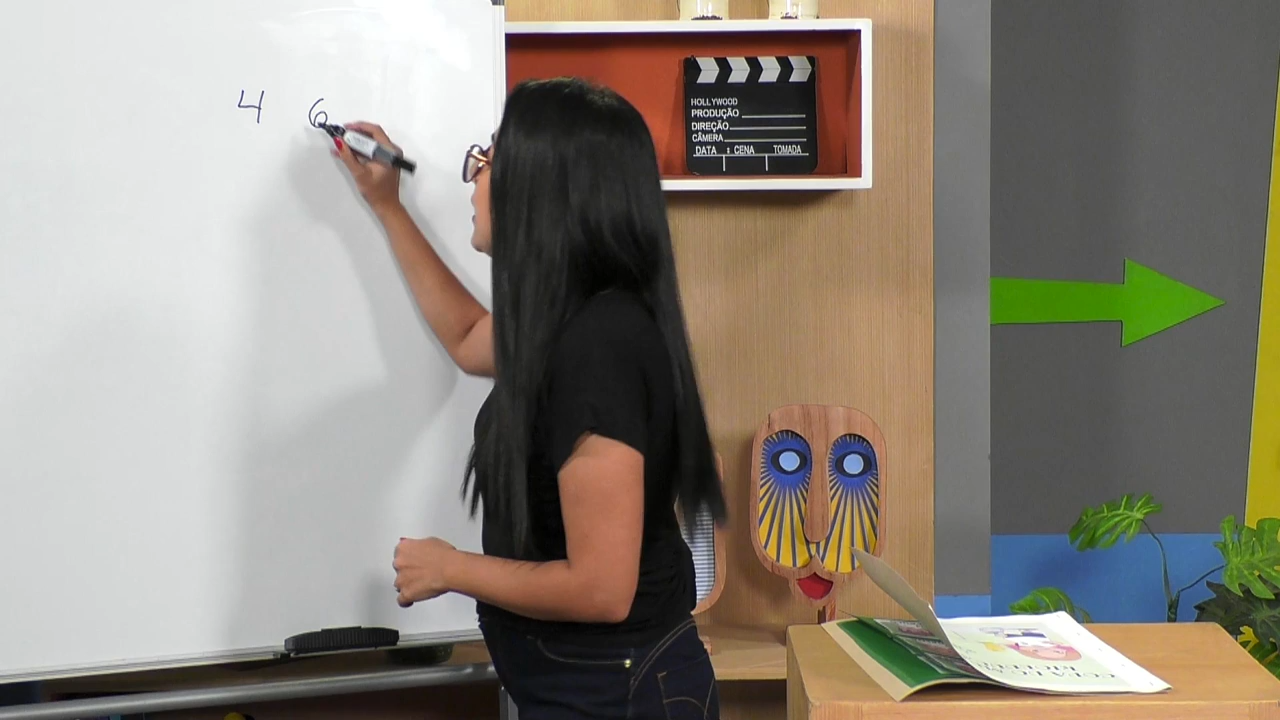 4 6
HOLLYWOOD
PRODUÇÃO
DIREÇÃO
CÂMERA
DATA : CENA TOMADA